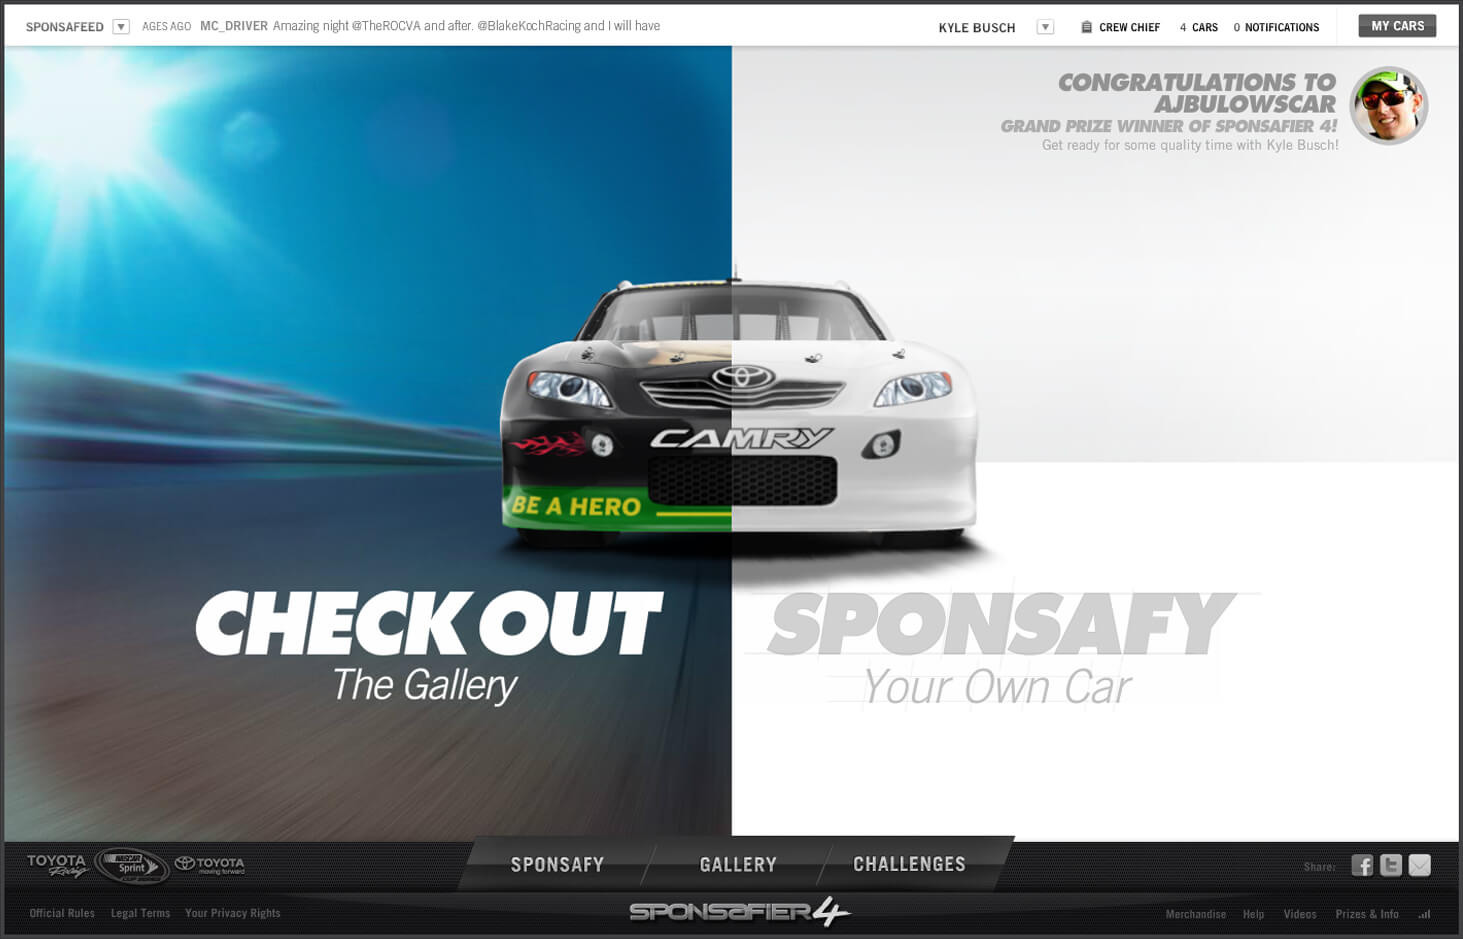 SPONSAFEED
AGES AGO MC_DRIVER Amazing night @TheROCVA and after. @BlakeKochRacing and I will have
KYLE BUSCH
CREW CHIEF
4 CARS
0 NOTIFICATIONS
MY CARS
CONGRATULATIONS TO
AJBULOWSCAR
GRAND PRIZE WINNER OF SPONSAFIER 4!
Get ready for some quality time with Kyle Busch!
CAMRY
BE A HERO
CHECK OUT
The Gallery
SPONSAFY
Your Own Car
TOYOTA
Racing
NASCAR
Sprint
TOYOTA
moving forward
SPONSAFY
GALLERY
CHALLENGES
Share:
Official Rules
Legal Terms
Your Privacy Rights
SPONSAFIER 4
Merchandise
Help
Videos
Prizes & Info